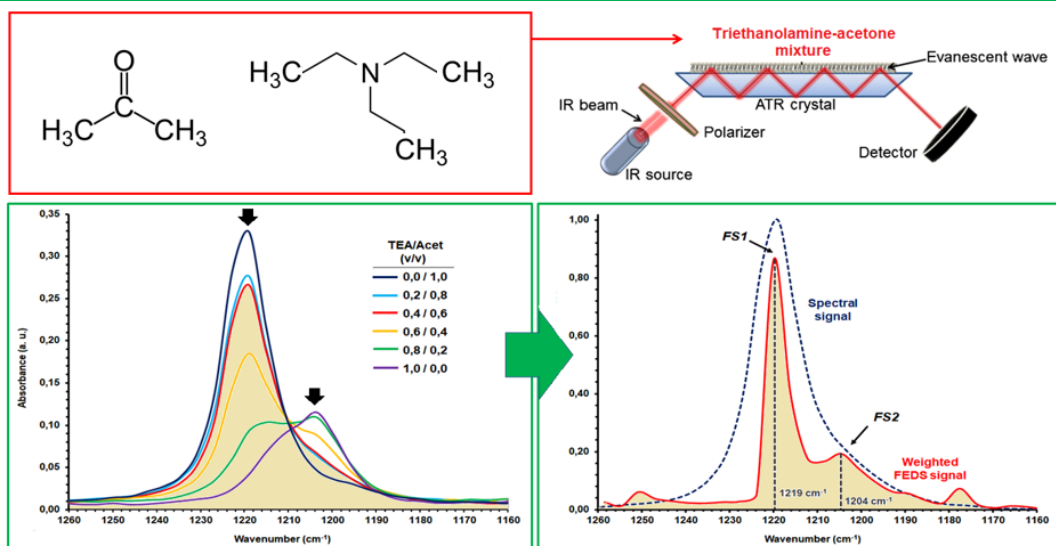 O
H₃C
CH₃
H₃C
N
CH₃
CH₃
Triethanolamine-acetone
mixture
Evanescent wave
IR beam
ATR crystal
Polarizer
Detector
IR source
0,35
0,30
0,25
0,20
0,15
0,10
0,05
0,00
Absorbance (a. u.)
TEA/Acet
(v/v)
0,0 / 1,0
0,2 / 0,8
0,4 / 0,6
0,6 / 0,4
0,8 / 0,2
1,0 / 0,0
1260 1250 1240 1230 1220 1210 1200 1190 1180 1170 1160
Wavenumber (cm⁻¹)
1,00
0,80
0,60
0,40
0,20
0,00
FS1
Spectral
signal
FS2
Weighted
FEDS signal
1219 cm⁻¹
1204 cm⁻¹
1260 1250 1240 1230 1220 1210 1200 1190 1180 1170 1160
Wavenumber (cm⁻¹)